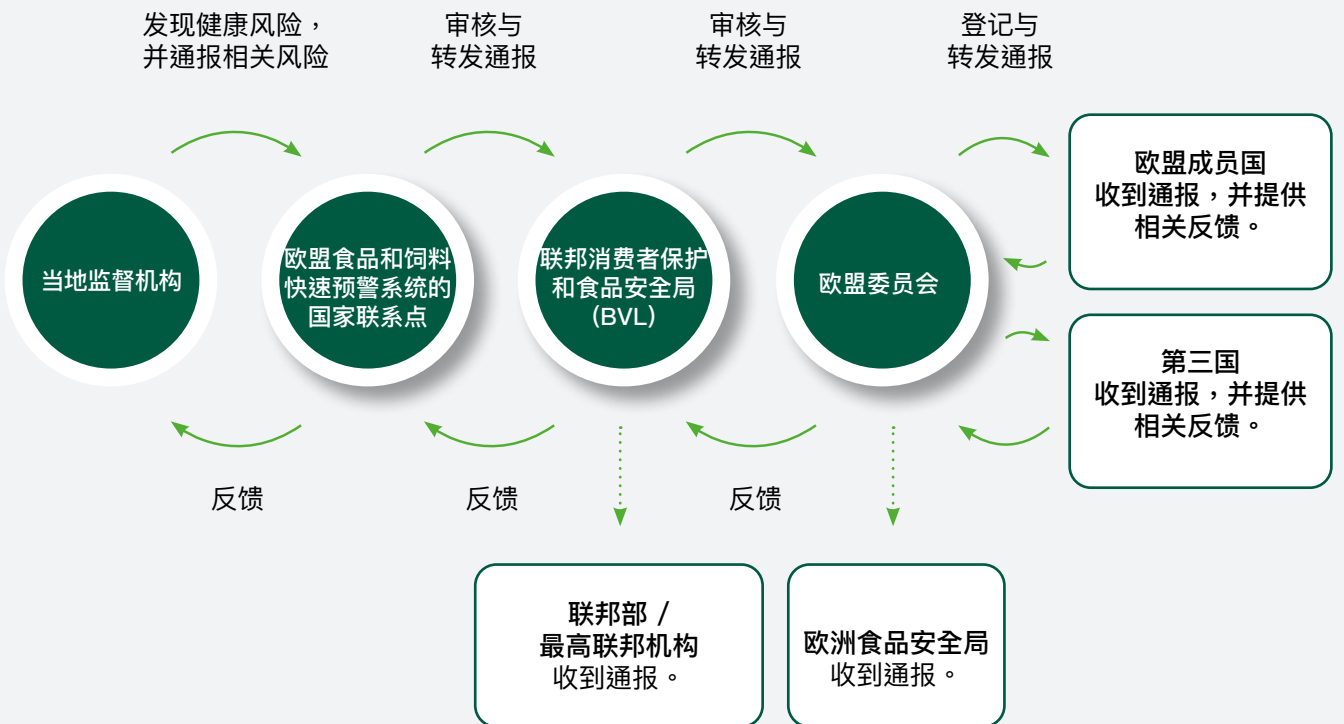 发现健康风险，
并通报相关风险
审核与
转发通报
审核与
转发通报
登记与
转发通报
当地监督机构
欧盟食品和饲料
快速预警系统的
国家联系点
联邦消费者保护
和食品安全局
(BVL)
欧盟委员会
欧盟成员国
收到通报，并提供
相关反馈。
第三国
收到通报，并提供
相关反馈。
反馈
反馈
反馈
联邦部 /
最高联邦机构
收到通报。
欧洲食品安全局
收到通报。